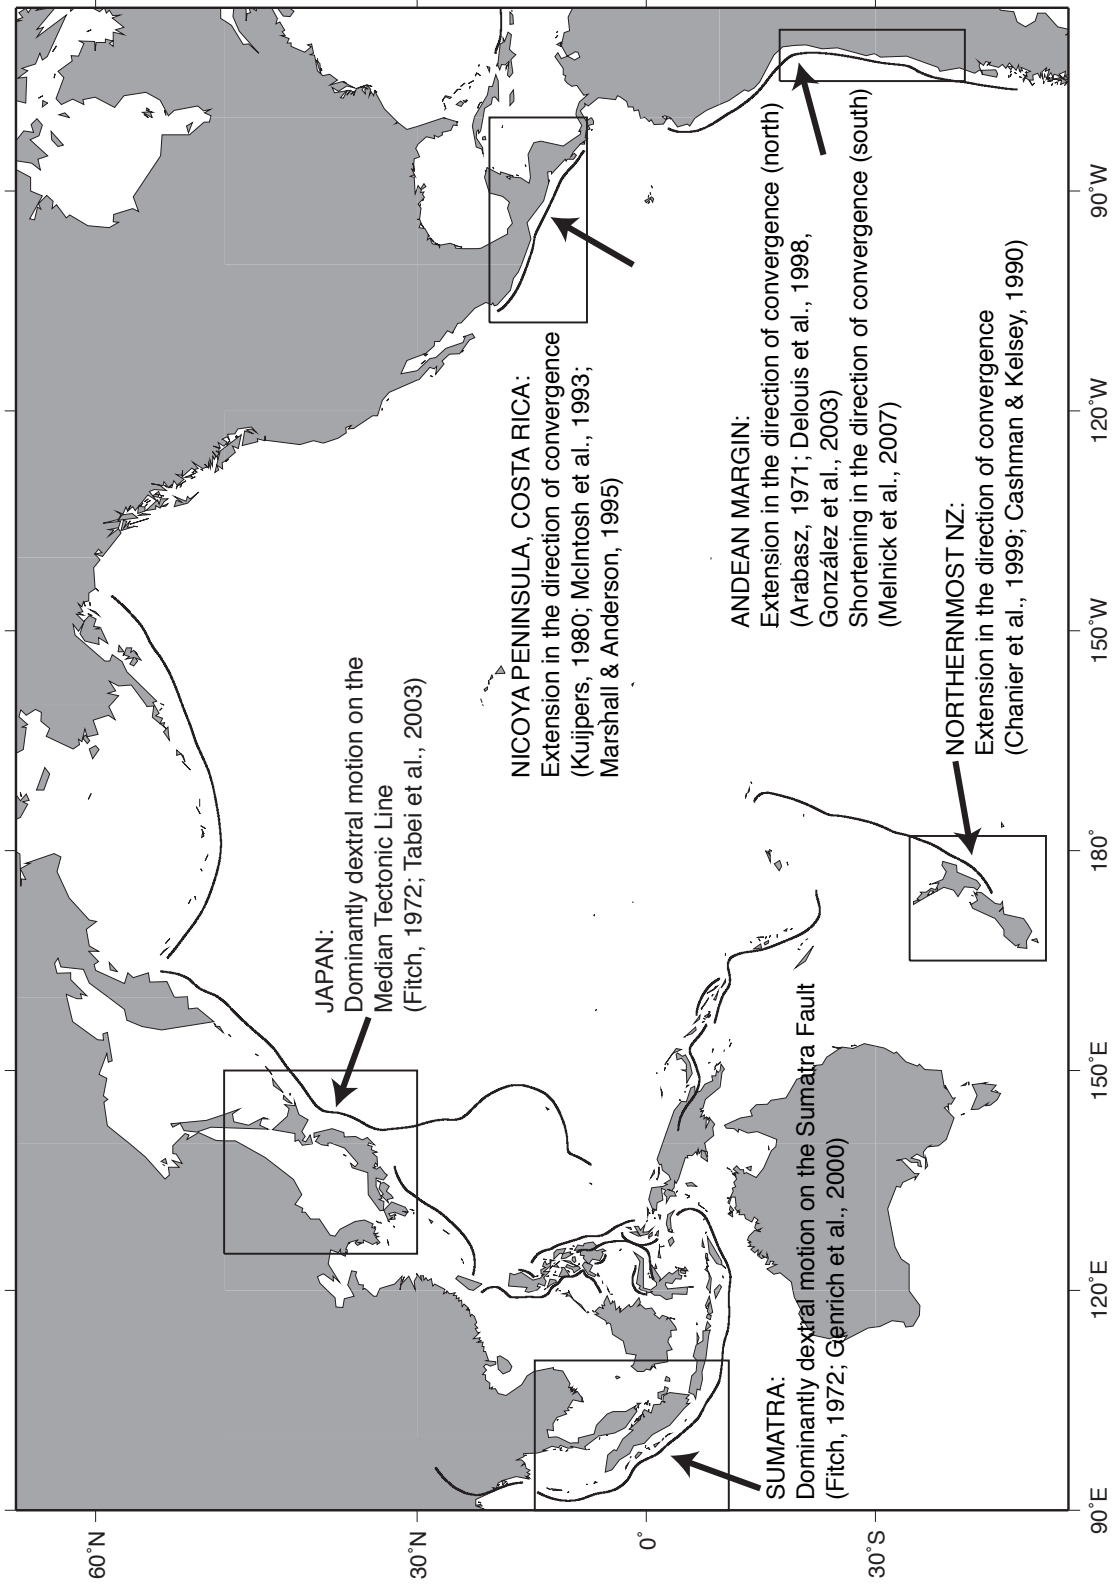 60˚N
30˚N
0˚
30˚S
90˚E
120˚E
150˚E
180˚
150˚W
120˚W
90˚W
JAPAN:
Dominantly dextral motion on the
Median Tectonic Line
(Fitch, 1972; Tabei et al., 2003)
NICOYA PENINSULA, COSTA RICA:
Extension in the direction of convergence
(Kuijpers, 1980; McIntosh et al., 1993;
Marshall & Anderson, 1995)
SUMATRA:
Dominantly dextral motion on the Sumatra Fault
(Fitch, 1972; Genrich et al., 2000)
ANDEAN MARGIN:
Extension in the direction of convergence (north)
(Arabasz, 1971; Delouis et al., 1998,
González et al., 2003)
Shortening in the direction of convergence (south)
(Melnick et al., 2007)
NORTHERNMOST NZ:
Extension in the direction of convergence
(Chanier et al., 1999; Cashman & Kelsey, 1990)